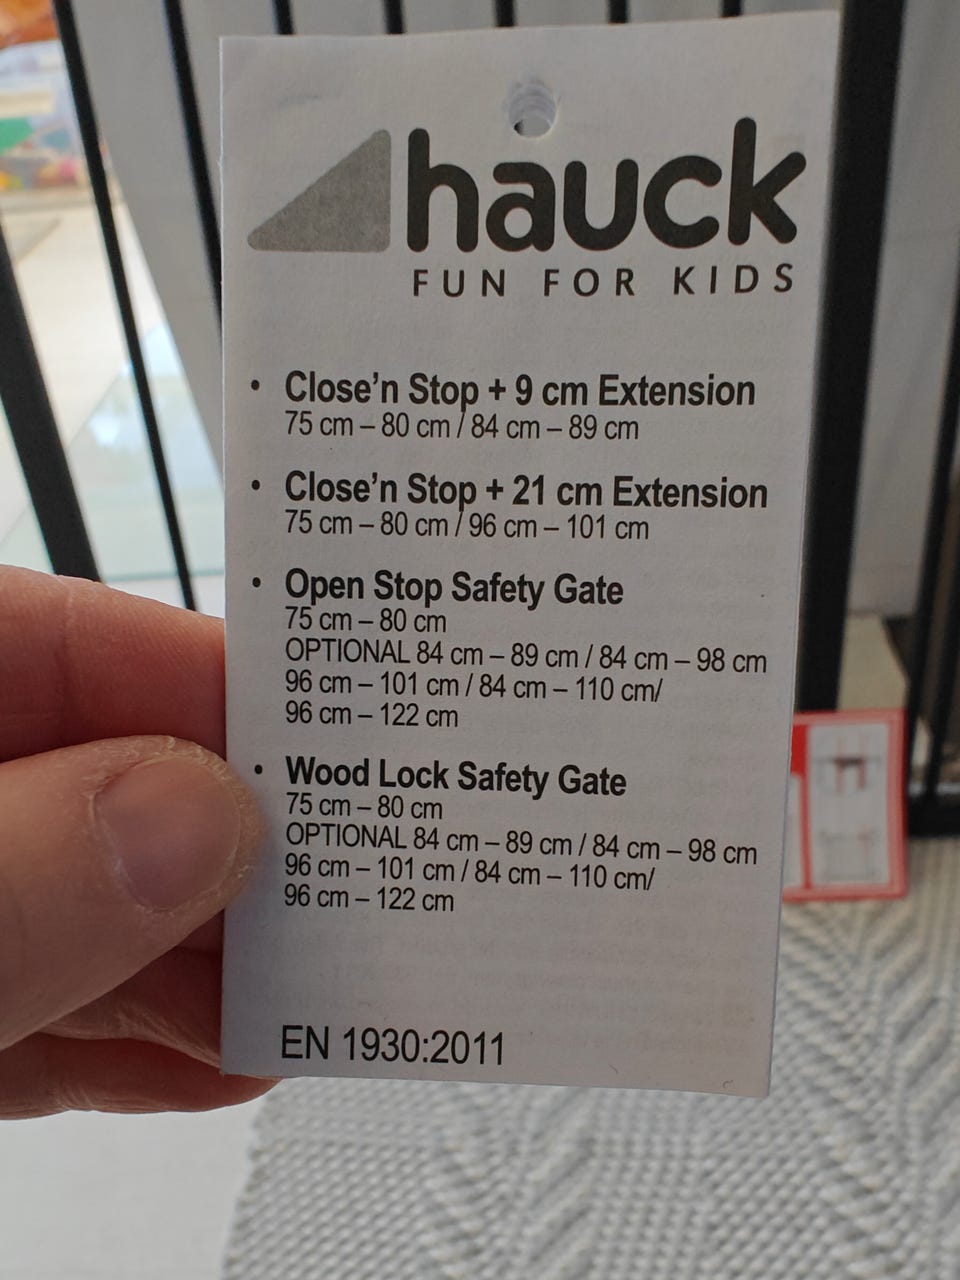 hauck
FUN FOR KIDS
• Close'n Stop + 9 cm Extension
75 cm – 80 cm / 84 cm – 89 cm
• Close'n Stop + 21 cm Extension
75 cm – 80 cm / 96 cm – 101 cm
• Open Stop Safety Gate
75 cm – 80 cm
OPTIONAL 84 cm – 89 cm / 84 cm – 98 cm
96 cm – 101 cm / 84 cm – 110 cm/
96 cm – 122 cm
• Wood Lock Safety Gate
75 cm – 80 cm
OPTIONAL 84 cm – 89 cm / 84 cm – 98 cm
96 cm – 101 cm / 84 cm – 110 cm/
96 cm – 122 cm
EN 1930:2011